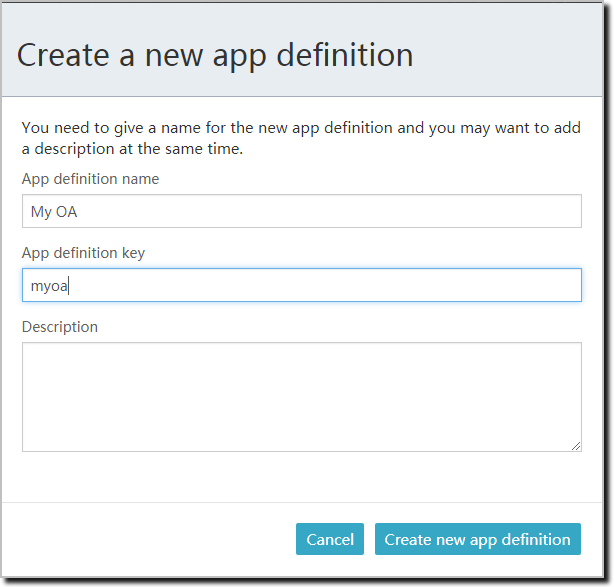 Create a new app definition
You need to give a name for the new app definition and you may want to add
a description at the same time.
App definition name
My OA
App definition key
myoa
Description
Cancel
Create new app definition